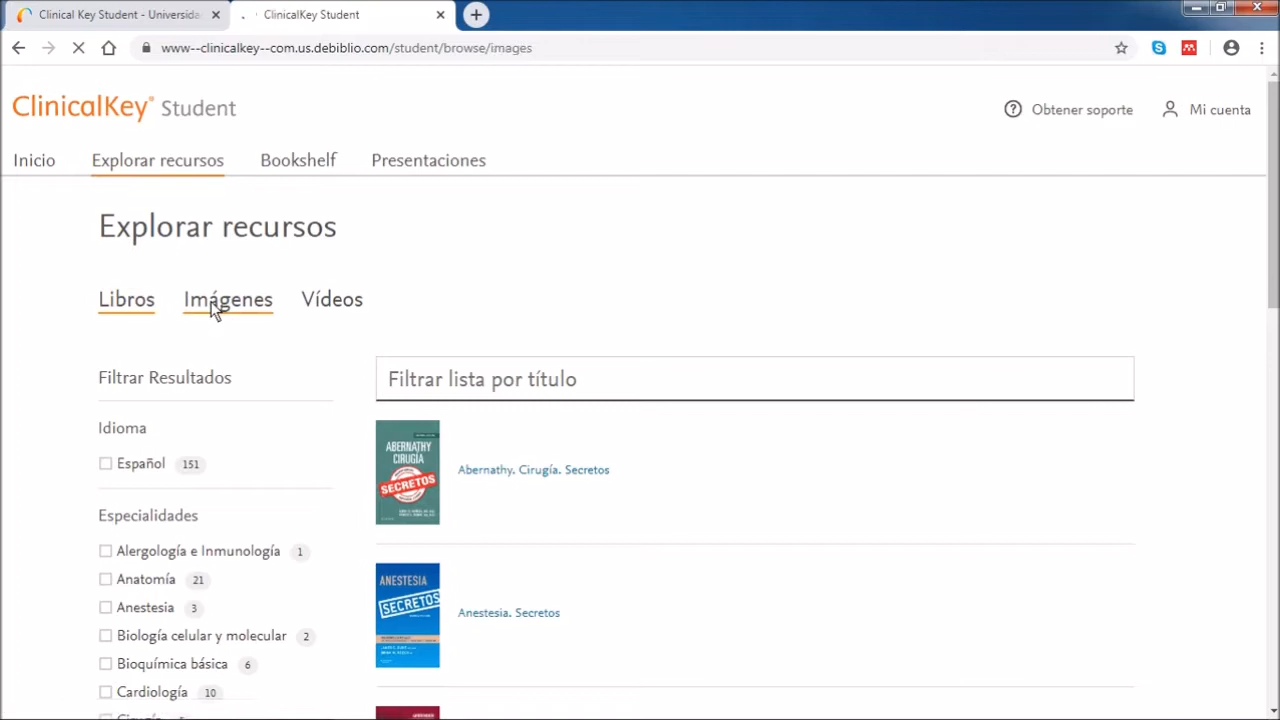 Clinical Key Student - Universida
ClinicalKey Student
www--clinicalkey--com.us.debiblio.com/student/browse/images
ClinicalKey® Student
Obtener soporte
Mi cuenta
Inicio
Explorar recursos
Bookshelf
Presentaciones
Explorar recursos
Libros
Imágenes
Vídeos
Filtrar Resultados
Filtrar lista por título
Idioma
Español 151
Especialidades
Alergología e Inmunología 1
Anatomía 21
Anestesia 3
Biología celular y molecular 2
Bioquímica básica 6
Cardiología 10
ABERNATHY
CIRUGÍA
SECRETOS
Abernathy. Cirugía. Secretos
ANESTESIA
SECRETOS
Anestesia. Secretos